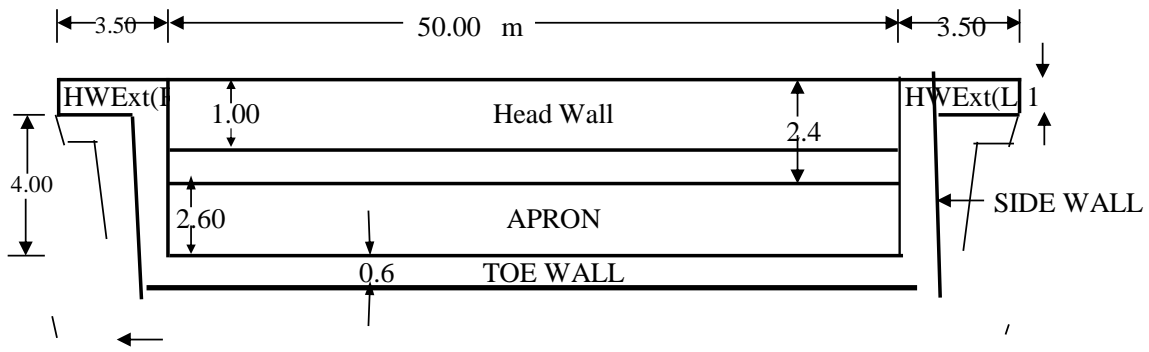 3.50 50.00 m 3.50
HWExt(R 1.00 Head Wall 2.4 HWExt(L 1
4.00 2.60 APRON SIDE WALL
0.6 TOE WALL